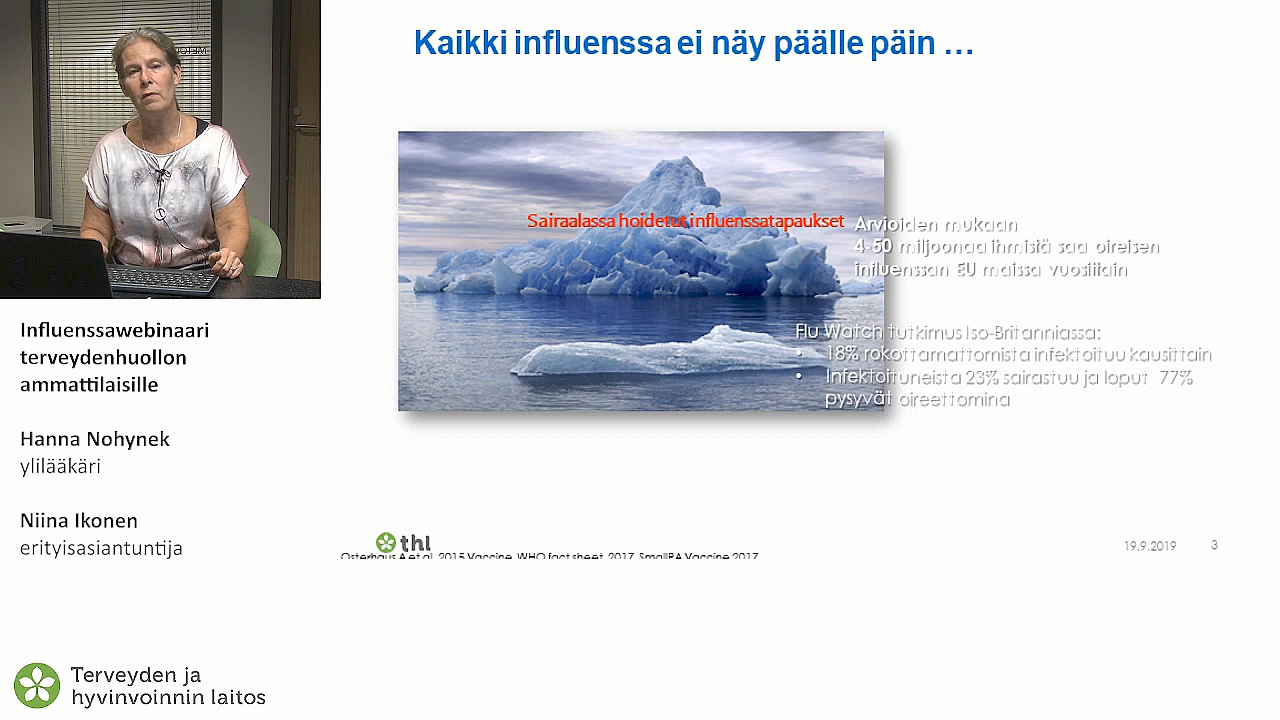 Kaikki influenssa ei näy päälle päin ...
Sairaalassa hoidetut influenssatapaukset
Arvioiden mukaan
4-50 miljoonaa ihmistä saa oireisen
influenssan EU maissa vuosittain
Flu Watch tutkimus Iso-Britanniassa:
• 18% rokottamattomista infektoituu kausittain
• Infektoituneista 23% sairastuu ja loput 77%
pysyvät oireettomina
Influenssawebinaari
terveydenhuollon
ammattilaisille
Hanna Nohynek
ylilääkäri
Niina Ikonen
erityisasiantuntija
thl
Osterhaus A et al. 2015 Vaccine, WHO fact sheet, 2017, SmallPA Vaccine 2017
19.9.2019 3
Terveyden ja
hyvinvoinnin laitos